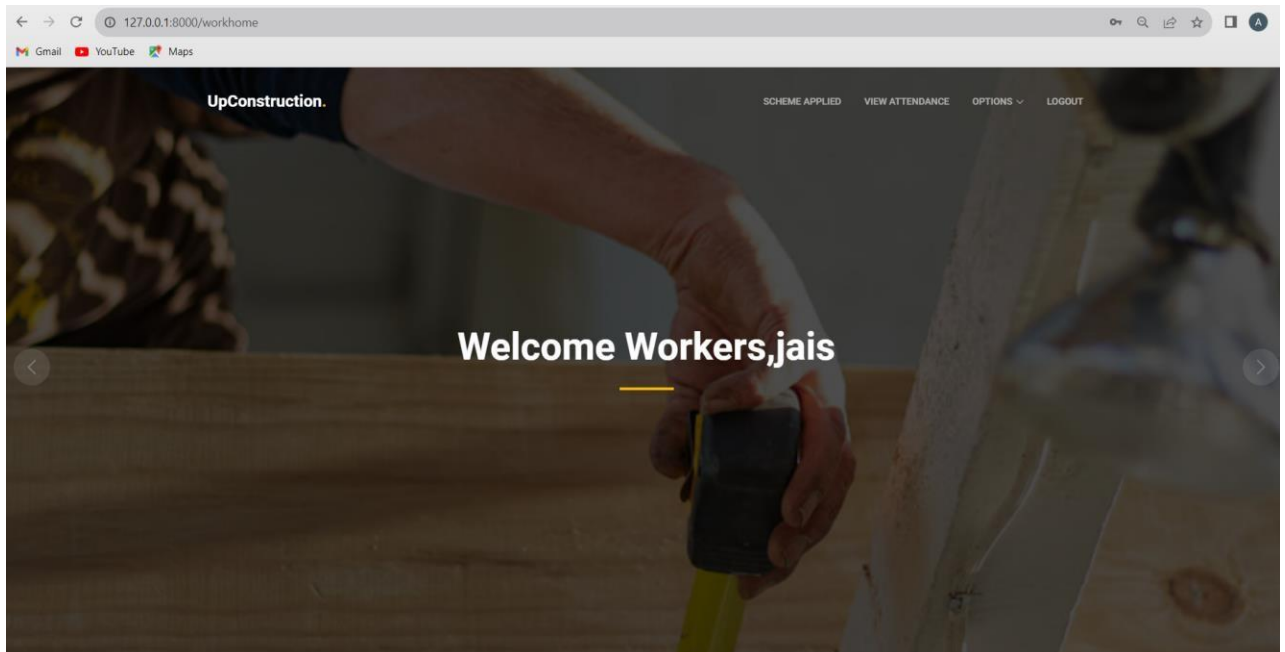 127.0.0.1:8000/workhome
A
Gmail YouTube Maps
UpConstruction. SCHEME APPLIED VIEW ATTENDANCE OPTIONS LOGOUT
Welcome Workers,jais